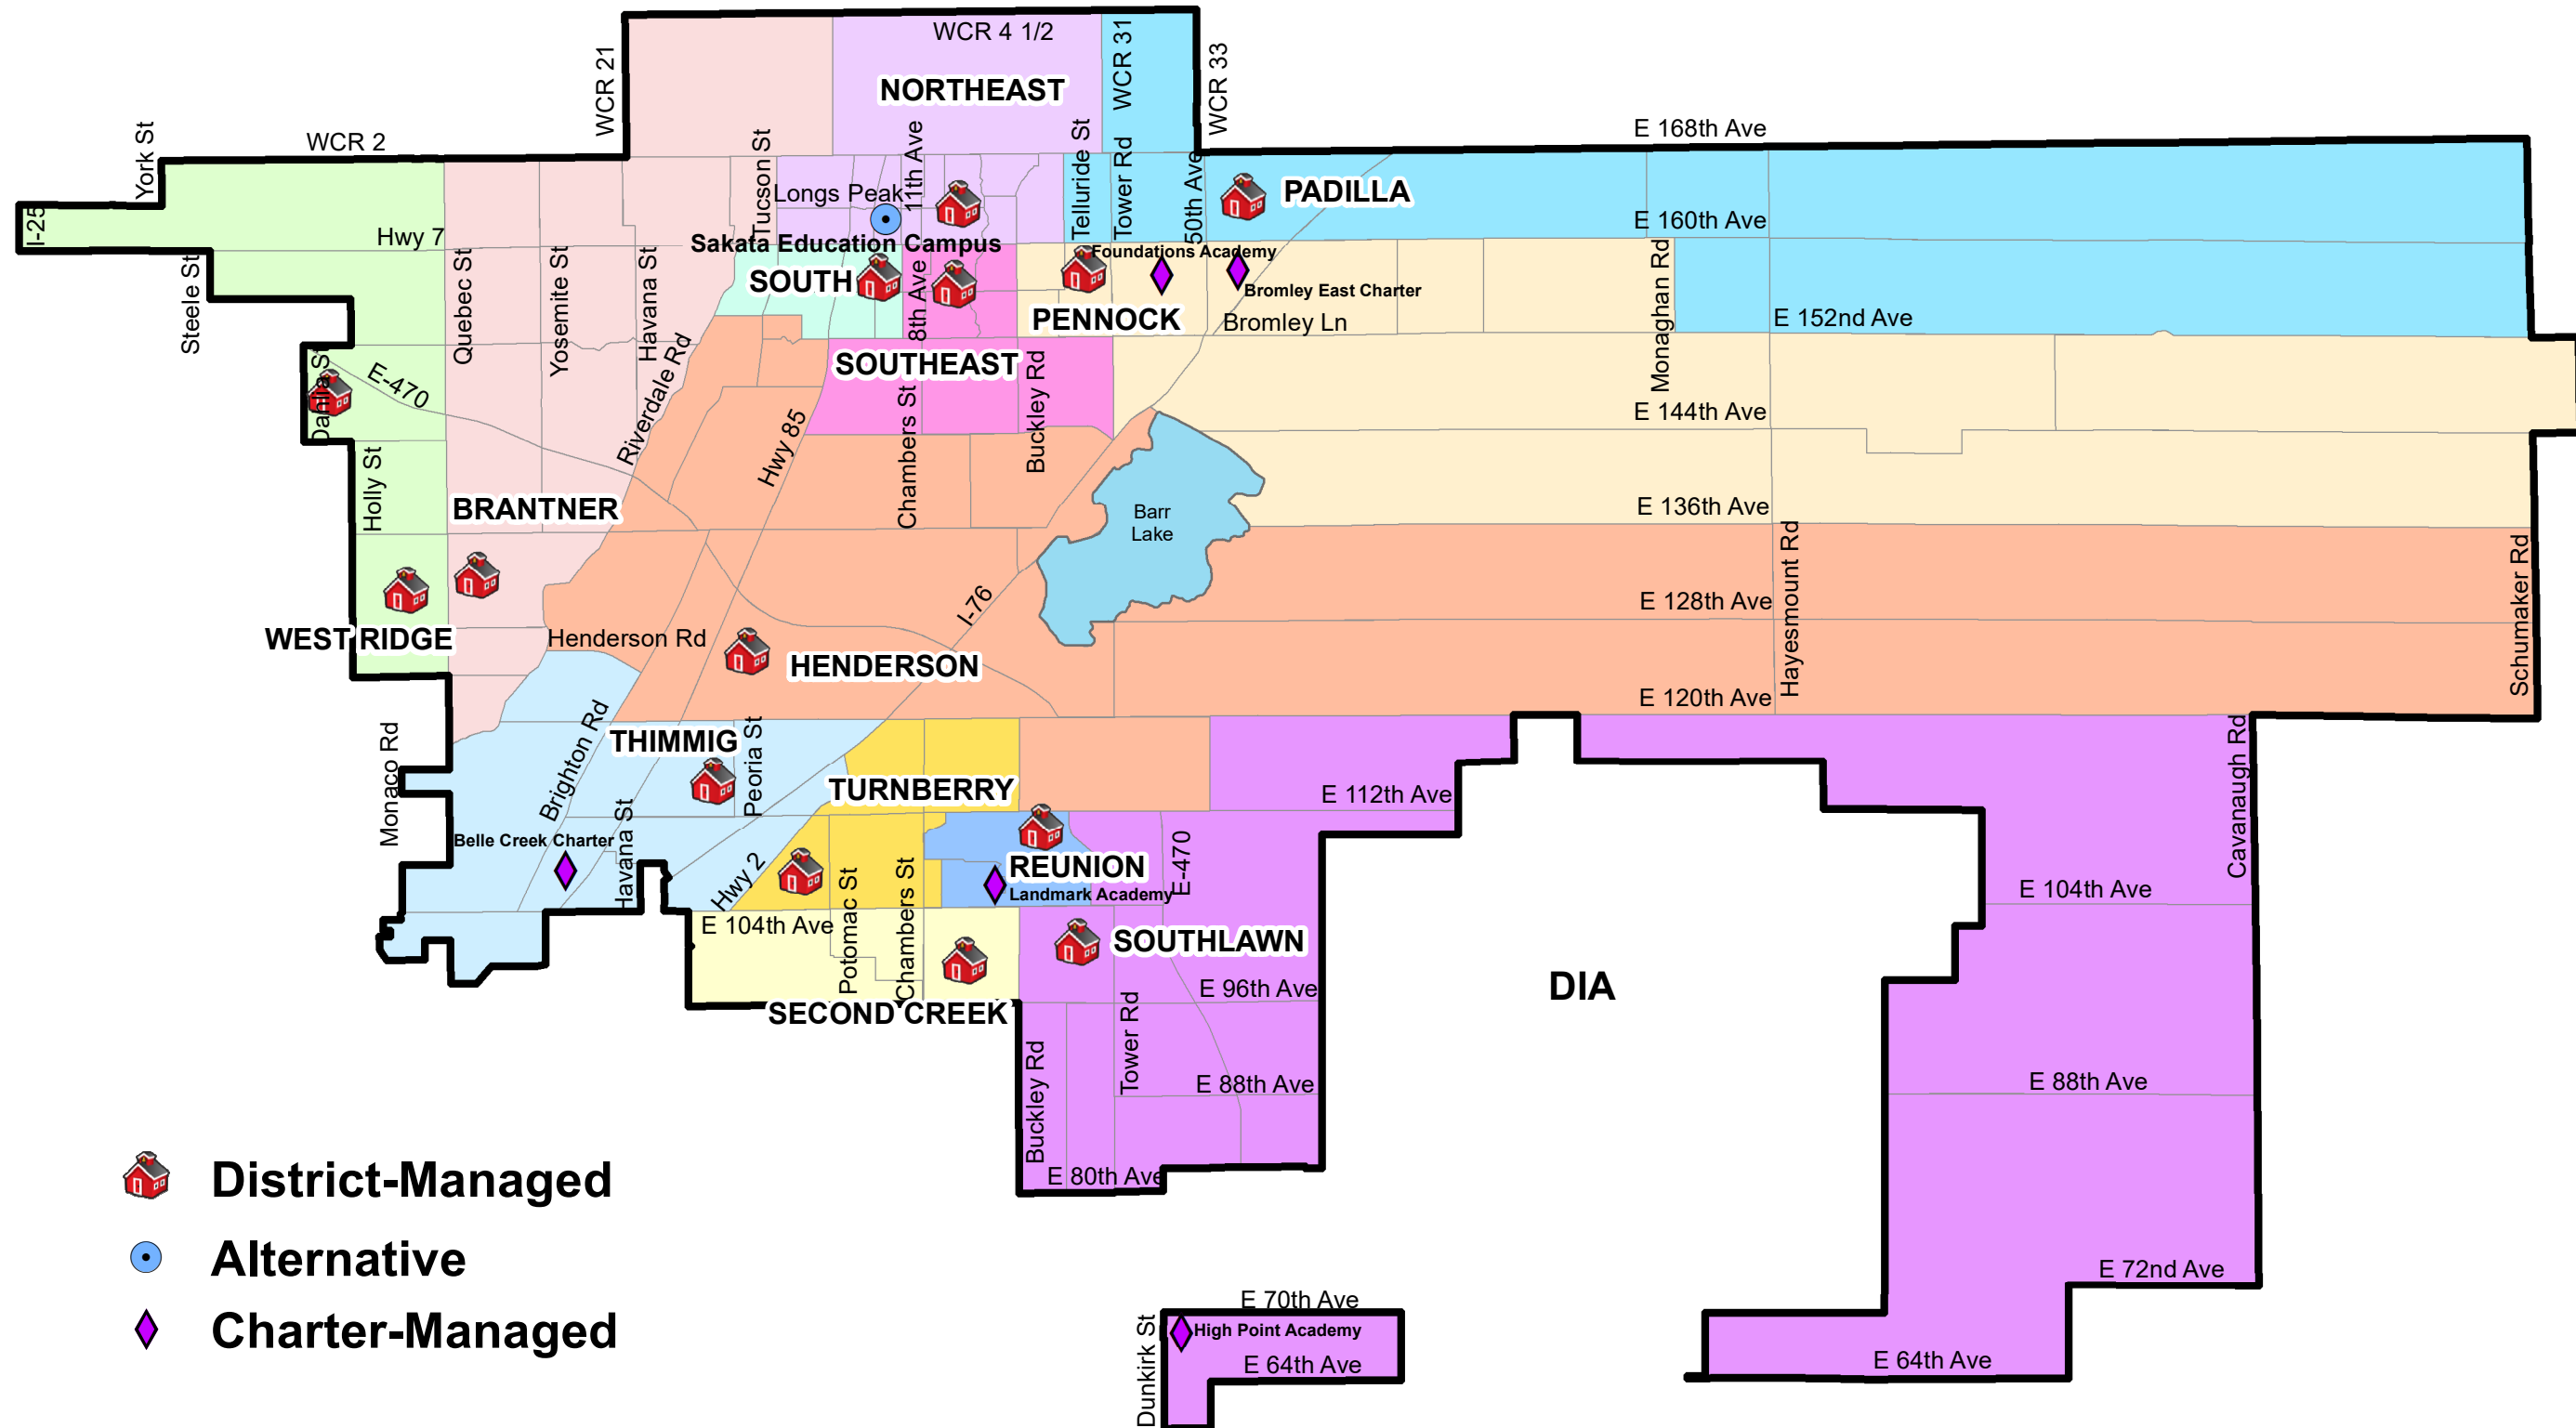 WCR 4 1/2
WCR 21
WCR 31
WCR 33
NORTHEAST
York St
WCR 2
E 168th Ave
Tucson St
11th Ave
Telluride St
Tower Rd
50th Ave
Longs Peak
PADILLA
I-25
Hwy 7
E 160th Ave
Sakata Education Campus
Foundations Academy
Steele St
Quebec St
Yosemite St
Havana St
SOUTH
8th Ave
Bromley East Charter
Monaghan Rd
PENNOCK
Bromley Ln
E 152nd Ave
Riverdale Rd
SOUTHEAST
Dahlia St
E-470
Hwy 85
Chambers St
Buckley Rd
E 144th Ave
Holly St
BRANTNER
Barr
Lake
E 136th Ave
Hayesmount Rd
Schumaker Rd
I-76
E 128th Ave
WEST RIDGE
Henderson Rd
HENDERSON
E 120th Ave
Monaco Rd
Brighton Rd
THIMMIG
Peoria St
Cavanaugh Rd
TURNBERRY
E 112th Ave
Belle Creek Charter
Havana St
Hwy 2
Potomac St
Chambers St
REUNION
Landmark Academy
E-470
E 104th Ave
E 104th Ave
SOUTHLAWN
E 96th Ave
DIA
SECOND CREEK
Buckley Rd
Tower Rd
E 88th Ave
E 88th Ave
E 80th Ave
District-Managed
Alternative
Charter-Managed
E 72nd Ave
E 70th Ave
Dunkirk St
High Point Academy
E 64th Ave
E 64th Ave